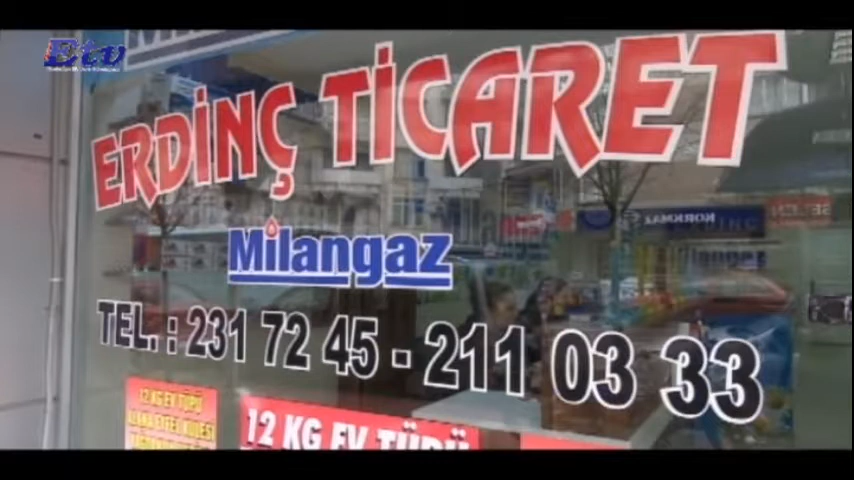 Etv
ERDİNÇ TİCARET
Milangaz
TEL. : 231 72 45 - 211 03 33
12 KG EV TÜPÜ
12 KG EV TÜPÜ
KORKMAZ